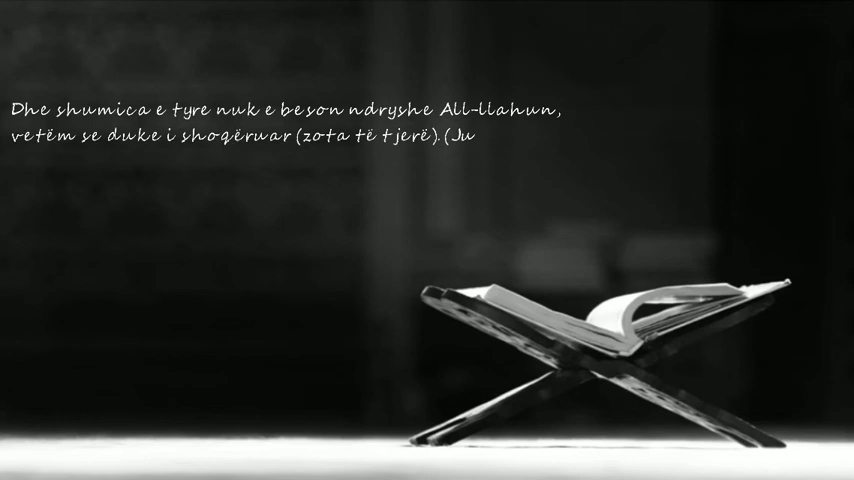 Dhe shumica e tyre nuk e beson ndryshe All-llahun,
vetëm se duke i shoqëruar (zota të tjerë).(Ju